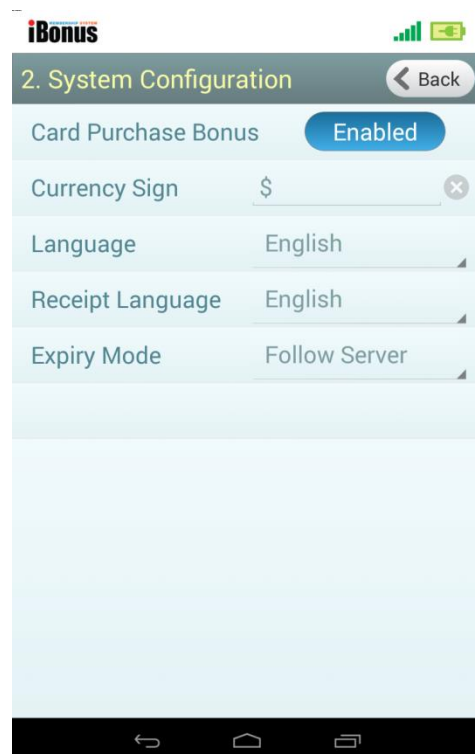 iBonus
2. System Configuration
Back
Card Purchase Bonus
Enabled
Currency Sign
$
Language
English
Receipt Language
English
Expiry Mode
Follow Server